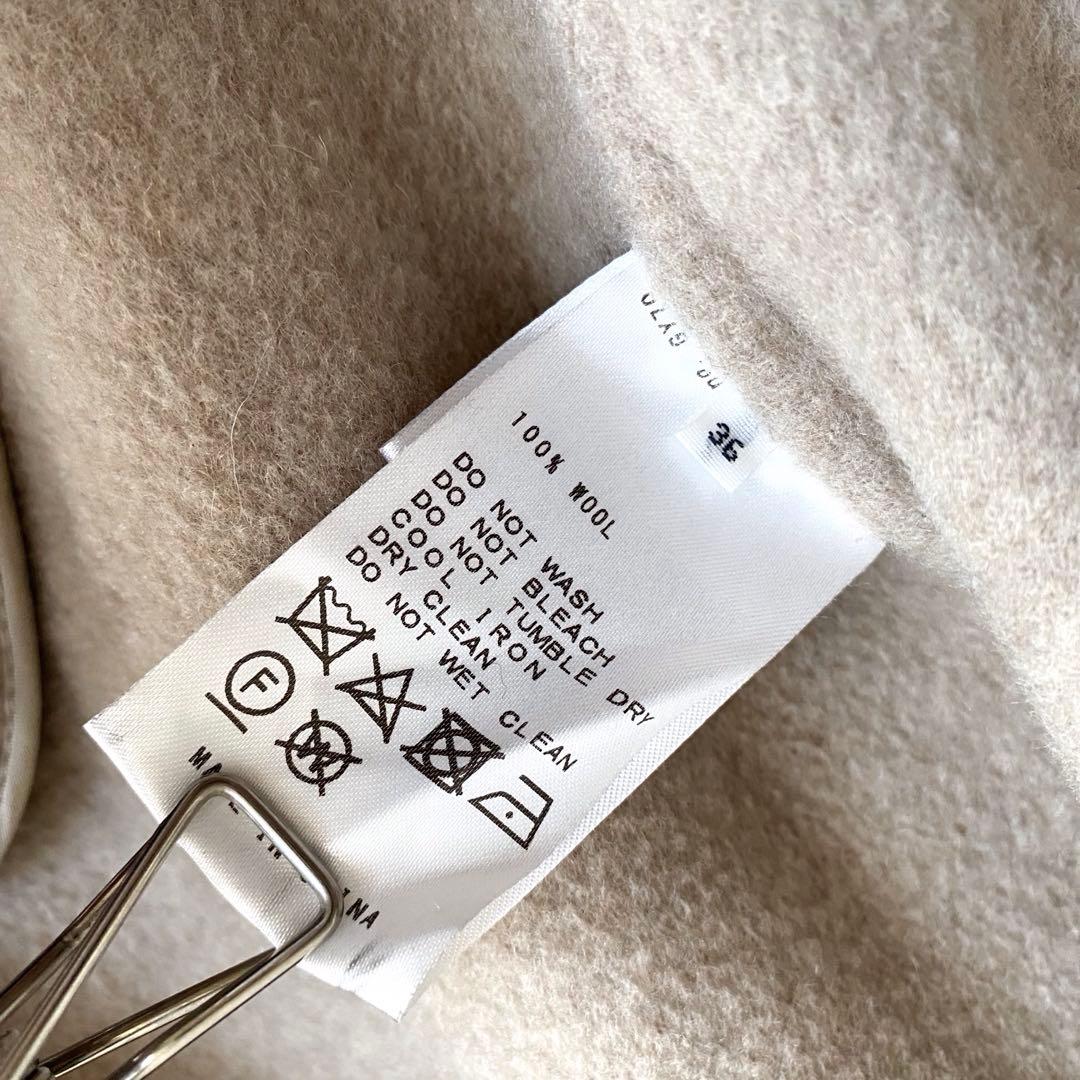 36
100% WOOL
DO NOT WASH
DO NOT BLEACH
DO NOT TUMBLE DRY
COOL IRON
DRY CLEAN
DO NOT WET CLEAN
F
W